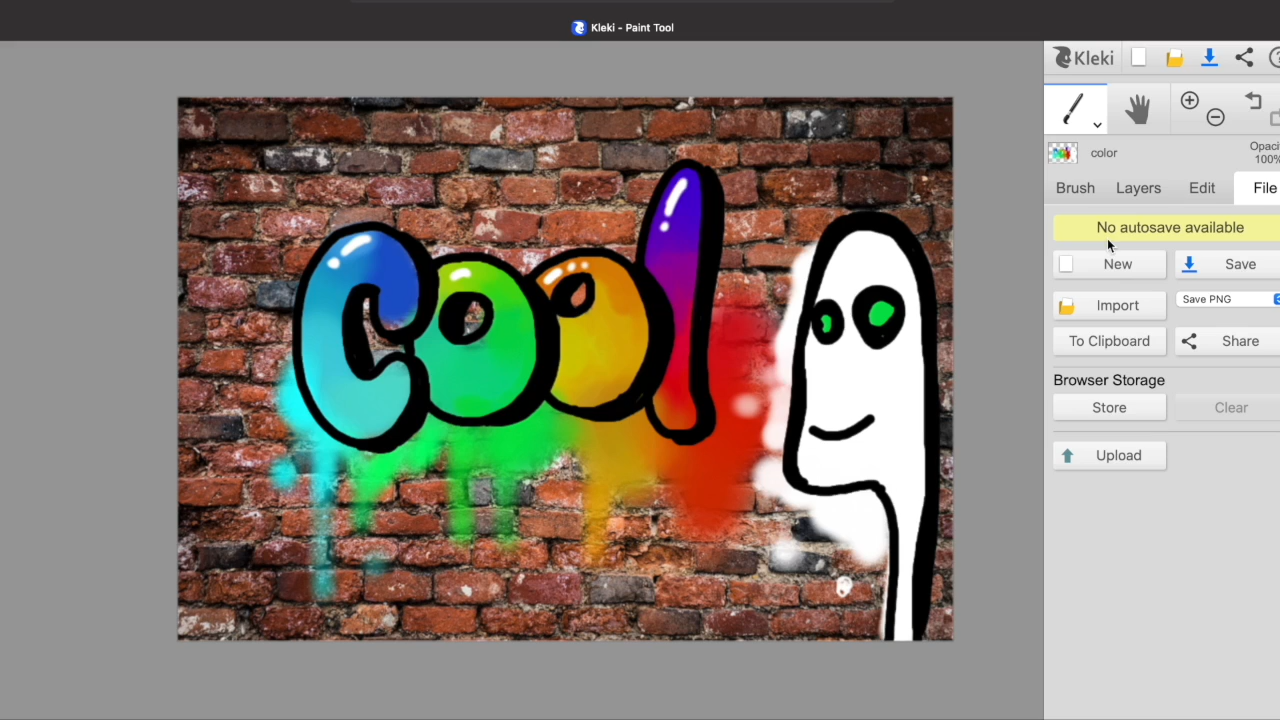 Kleki - Paint Tool
Kleki
color
Opaci
100%
Brush Layers Edit File
No autosave available
New Save
Import Save PNG
To Clipboard Share
Browser Storage
Store Clear
Upload
Cool